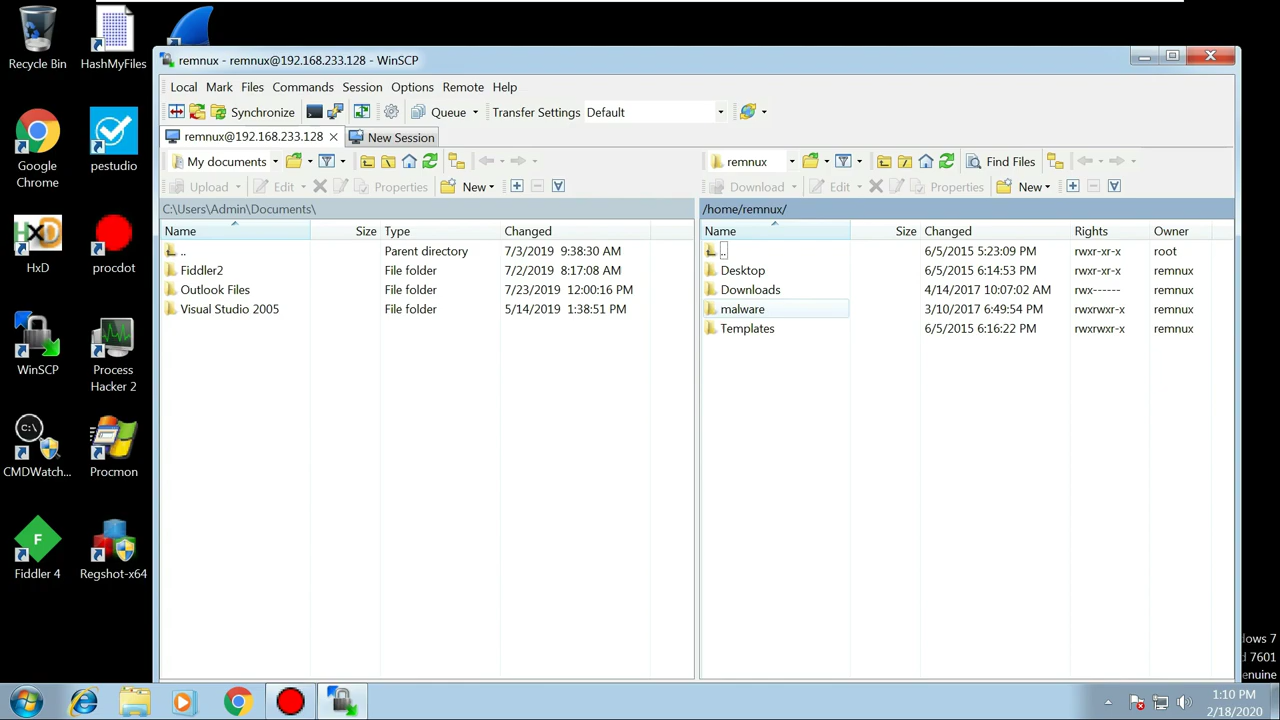 Recycle Bin
HashMyFiles
Google Chrome
pestudio
HxD
procdot
WinSCP
Process Hacker 2
CMDWatch...
Procmon
Fiddler 4
Regshot-x64
remnux - remnux@192.168.233.128 - WinSCP
Local Mark Files Commands Session Options Remote Help
Synchronize Queue Transfer Settings Default
remnux@192.168.233.128 New Session
My documents
Upload Edit Properties New
C:\Users\Admin\Documents\
Name Size Type Changed
.. Parent directory 7/3/2019 9:38:30 AM
Fiddler2 File folder 7/2/2019 8:17:08 AM
Outlook Files File folder 7/23/2019 12:00:16 PM
Visual Studio 2005 File folder 5/14/2019 1:38:51 PM
remnux Find Files
Download Edit Properties New
/home/remnux/
Name Size Changed Rights Owner
.. 6/5/2015 5:23:09 PM rwxr-xr-x root
Desktop 6/5/2015 6:14:53 PM rwxr-xr-x remnux
Downloads 4/14/2017 10:07:02 AM rwx------ remnux
malware 3/10/2017 6:49:54 PM rwxrwxr-x remnux
Templates 6/5/2015 6:16:22 PM rwxrwxr-x remnux
dows 7
d 7601
enuine
1:10 PM
2/18/2020